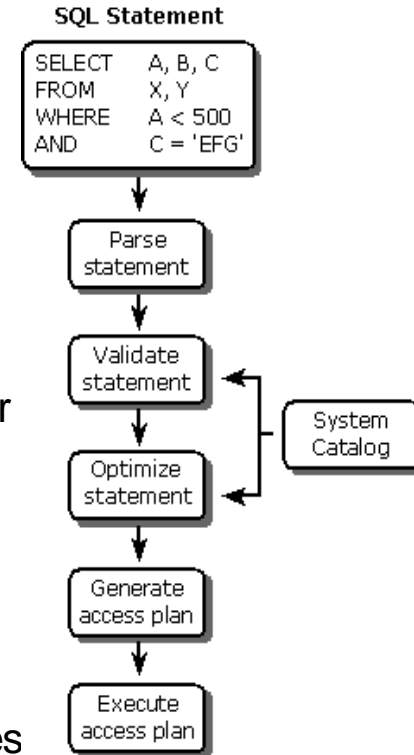 SQL Statement
SELECT A, B, C
FROM X, Y
WHERE A < 500
AND C = 'EFG'
Parse
statement
Validate
statement
r
System
Catalog
Optimize
statement
Generate
access plan
Execute
access plan
es